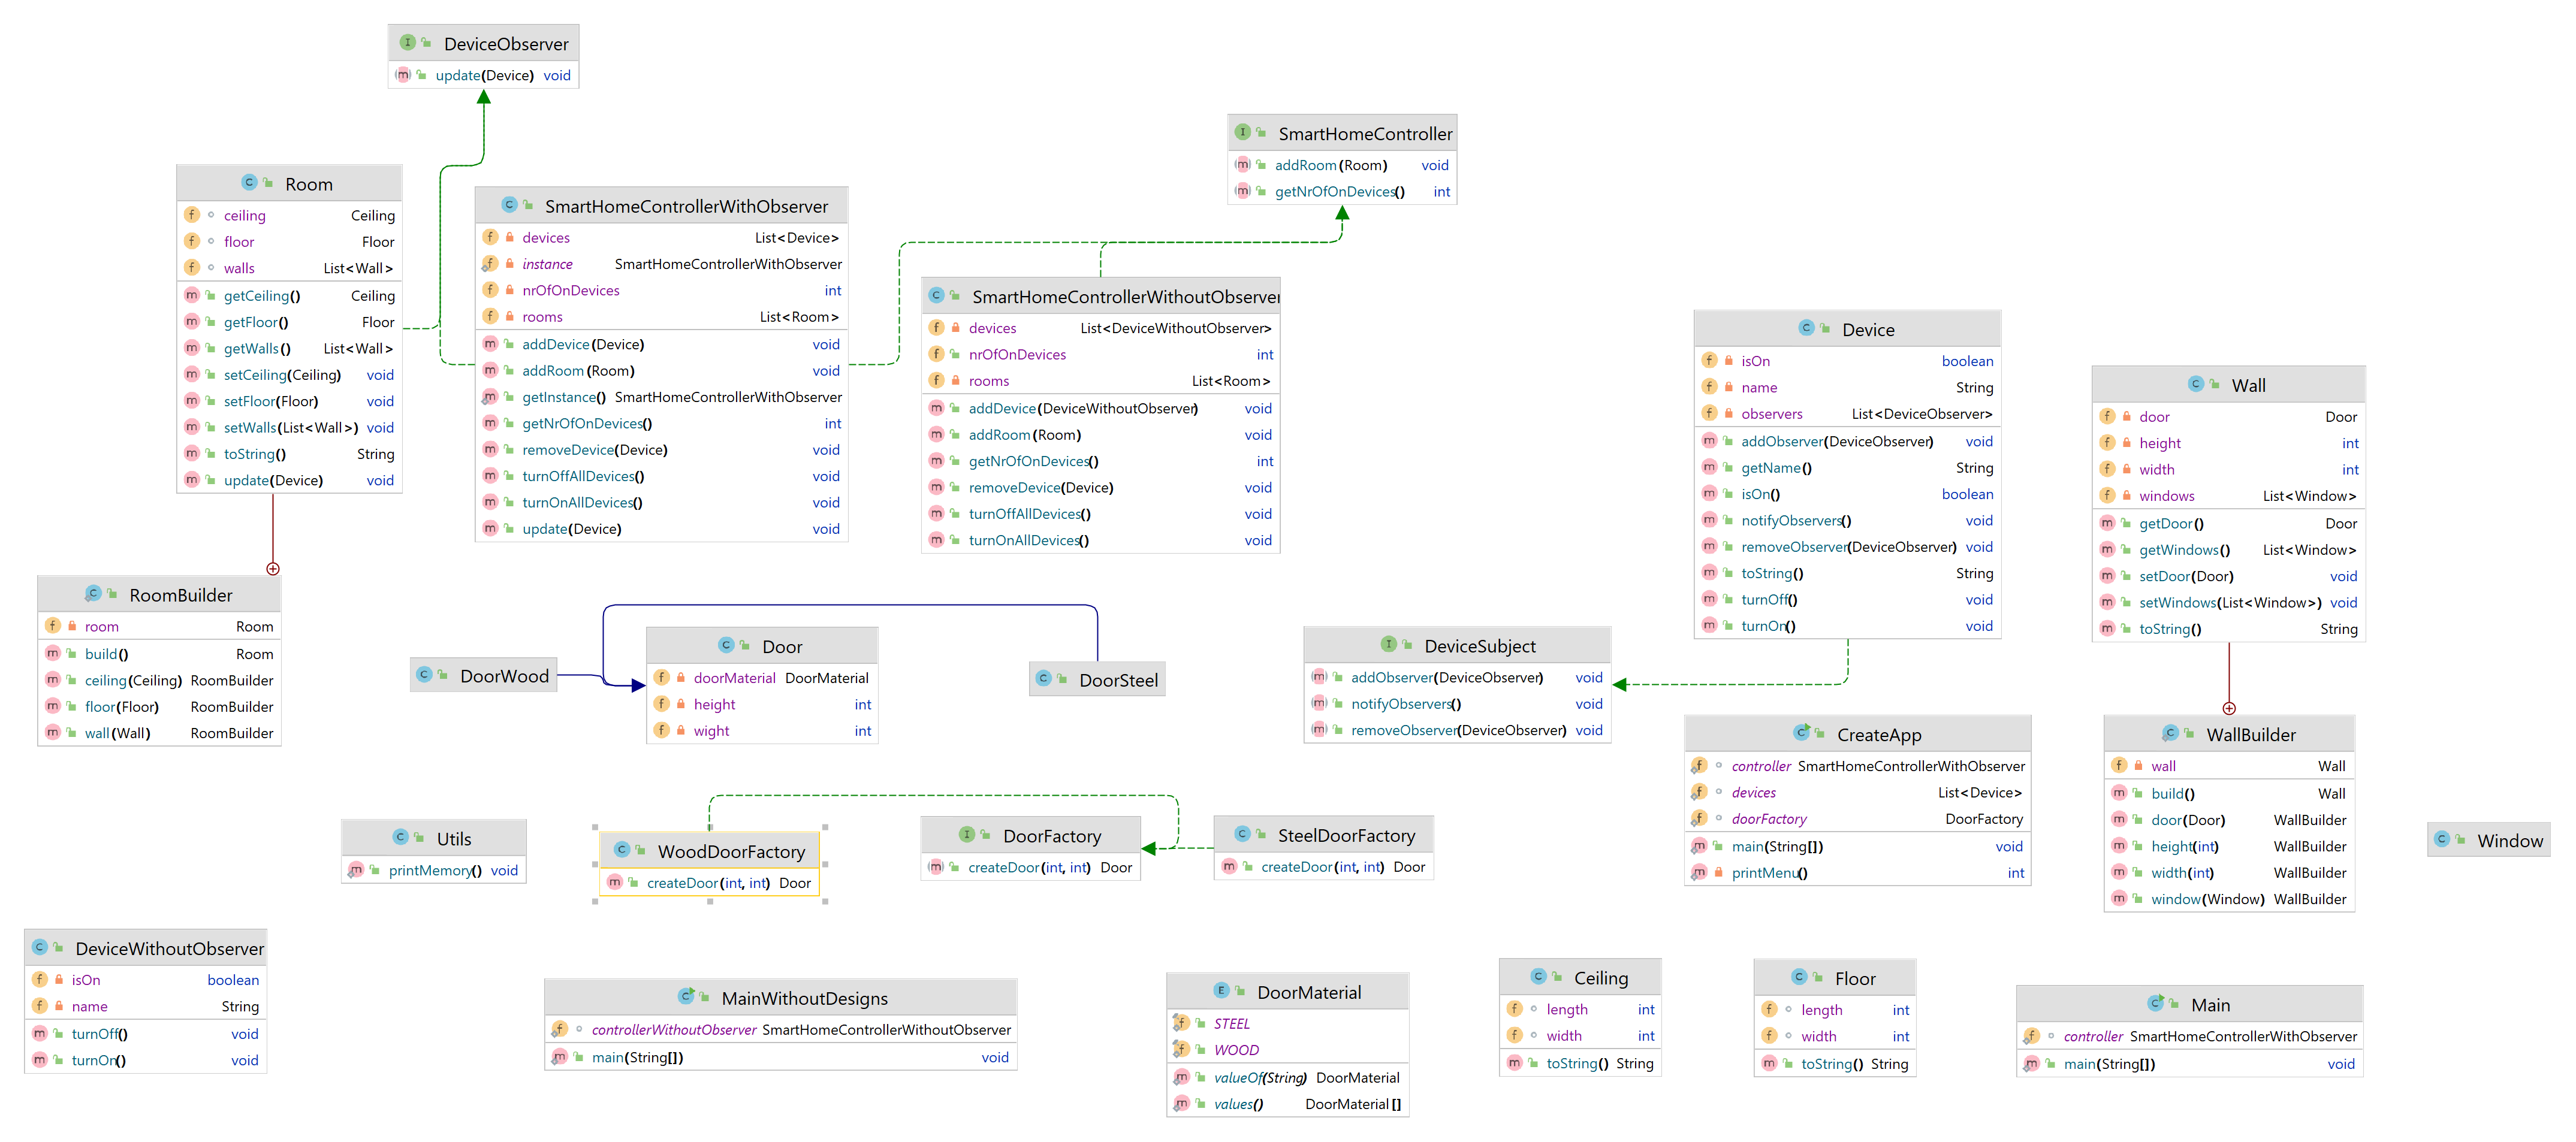 DeviceObserver
update(Device) void
SmartHomeController
addRoom(Room) void
getNrOfOnDevices() int
Room
ceiling Ceiling
floor Floor
walls List<Wall>
getCeiling() Ceiling
getFloor() Floor
getWalls() List<Wall>
setCeiling(Ceiling) void
setFloor(Floor) void
setWalls(List<Wall>) void
toString() String
update(Device) void
SmartHomeControllerWithObserver
devices List<Device>
instance SmartHomeControllerWithObserver
nrOfOnDevices int
rooms List<Room>
addDevice(Device) void
addRoom(Room) void
getInstance() SmartHomeControllerWithObserver
getNrOfOnDevices() int
removeDevice(Device) void
turnOffAllDevices() void
turnOnAllDevices() void
update(Device) void
SmartHomeControllerWithoutObserver
devices List<DeviceWithoutObserver>
nrOfOnDevices int
rooms List<Room>
addDevice(DeviceWithoutObserver) void
addRoom(Room) void
getNrOfOnDevices() int
removeDevice(Device) void
turnOffAllDevices() void
turnOnAllDevices() void
Device
isOn boolean
name String
observers List<DeviceObserver>
addObserver(DeviceObserver) void
getName() String
isOn() boolean
notifyObservers() void
removeObserver(DeviceObserver) void
toString() String
turnOff() void
turnOn() void
Wall
door Door
height int
width int
windows List<Window>
getDoor() Door
getWindows() List<Window>
setDoor(Door) void
setWindows(List<Window>) void
toString() String
RoomBuilder
room Room
build() Room
ceiling(Ceiling) RoomBuilder
floor(Floor) RoomBuilder
wall(Wall) RoomBuilder
DoorWood
Door
doorMaterial DoorMaterial
height int
wight int
DoorSteel
DeviceSubject
addObserver(DeviceObserver) void
notifyObservers() void
removeObserver(DeviceObserver) void
CreateApp
controller SmartHomeControllerWithObserver
devices List<Device>
doorFactory DoorFactory
main(String[]) void
printMenu() int
WallBuilder
wall Wall
build() Wall
door(Door) WallBuilder
height(int) WallBuilder
width(int) WallBuilder
window(Window) WallBuilder
Window
Utils
printMemory() void
WoodDoorFactory
createDoor(int, int) Door
DoorFactory
createDoor(int, int) Door
SteelDoorFactory
createDoor(int, int) Door
DeviceWithoutObserver
isOn boolean
name String
turnOff() void
turnOn() void
MainWithoutDesigns
controllerWithoutObserver SmartHomeControllerWithoutObserver
main(String[]) void
DoorMaterial
STEEL
WOOD
valueOf(String) DoorMaterial
values() DoorMaterial[]
Ceiling
length int
width int
toString() String
Floor
length int
width int
toString() String
Main
controller SmartHomeControllerWithObserver
main(String[]) void